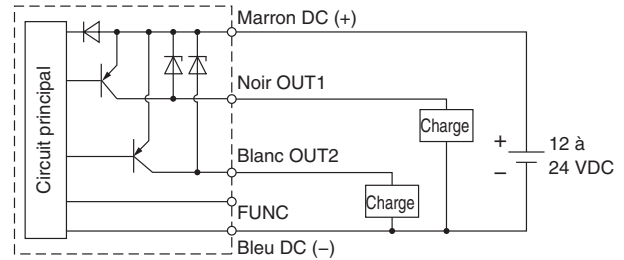 Marron DC (+)
Circuit principal
Noir OUT1
Charge
+
12 à
24 VDC
−
Blanc OUT2
Charge
FUNC
Bleu DC (−)